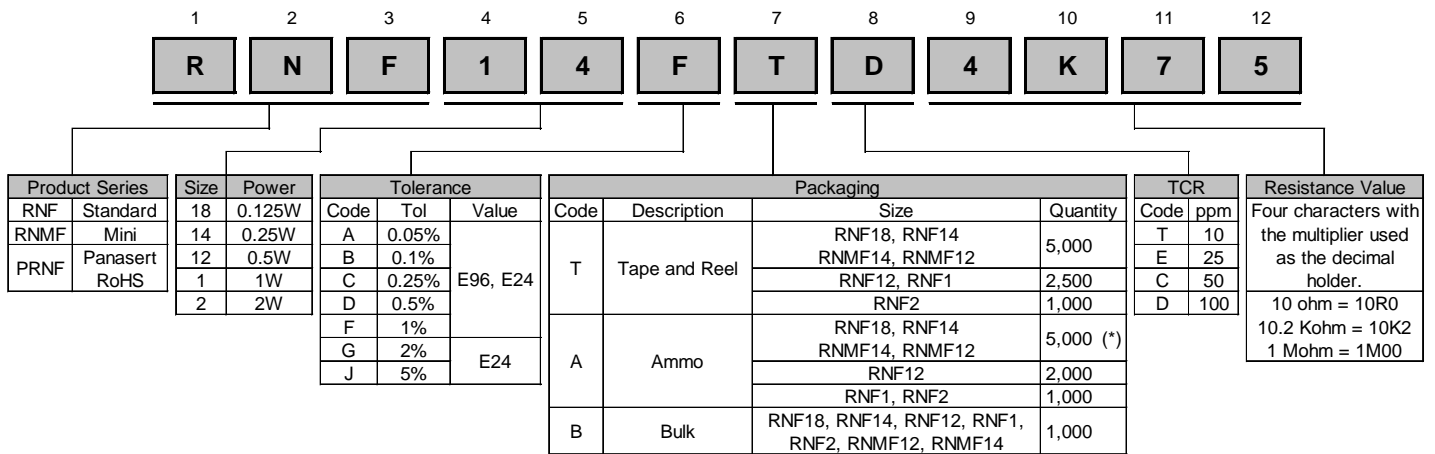 1 2 3 4 5 6 7 8 9 10 11 12
R N F 1 4 F T D 4 K 7 5
Product Series
RNF Standard
RNMF Mini
PRNF Panasert
RoHS
Size Power
18 0.125W
14 0.25W
12 0.5W
1 1W
2 2W
Tolerance
Code Tol Value
A 0.05%
B 0.1%
C 0.25%
D 0.5%
F 1%
E96, E24
G 2%
J 5%
E24
Packaging
Code Description Size Quantity
T Tape and Reel
RNF18, RNF14
RNMF14, RNMF12
5,000
RNF12, RNF1 2,500
RNF2 1,000
A Ammo
RNF18, RNF14
RNMF14, RNMF12
5,000 (*)
RNF12 2,000
RNF1, RNF2 1,000
B Bulk
RNF18, RNF14, RNF12, RNF1,
RNF2, RNMF12, RNMF14
1,000
TCR
Code ppm
T 10
E 25
C 50
D 100
Resistance Value
Four characters with
the multiplier used
as the decimal
holder.
10 ohm = 10R0
10.2 Kohm = 10K2
1 Mohm = 1M00